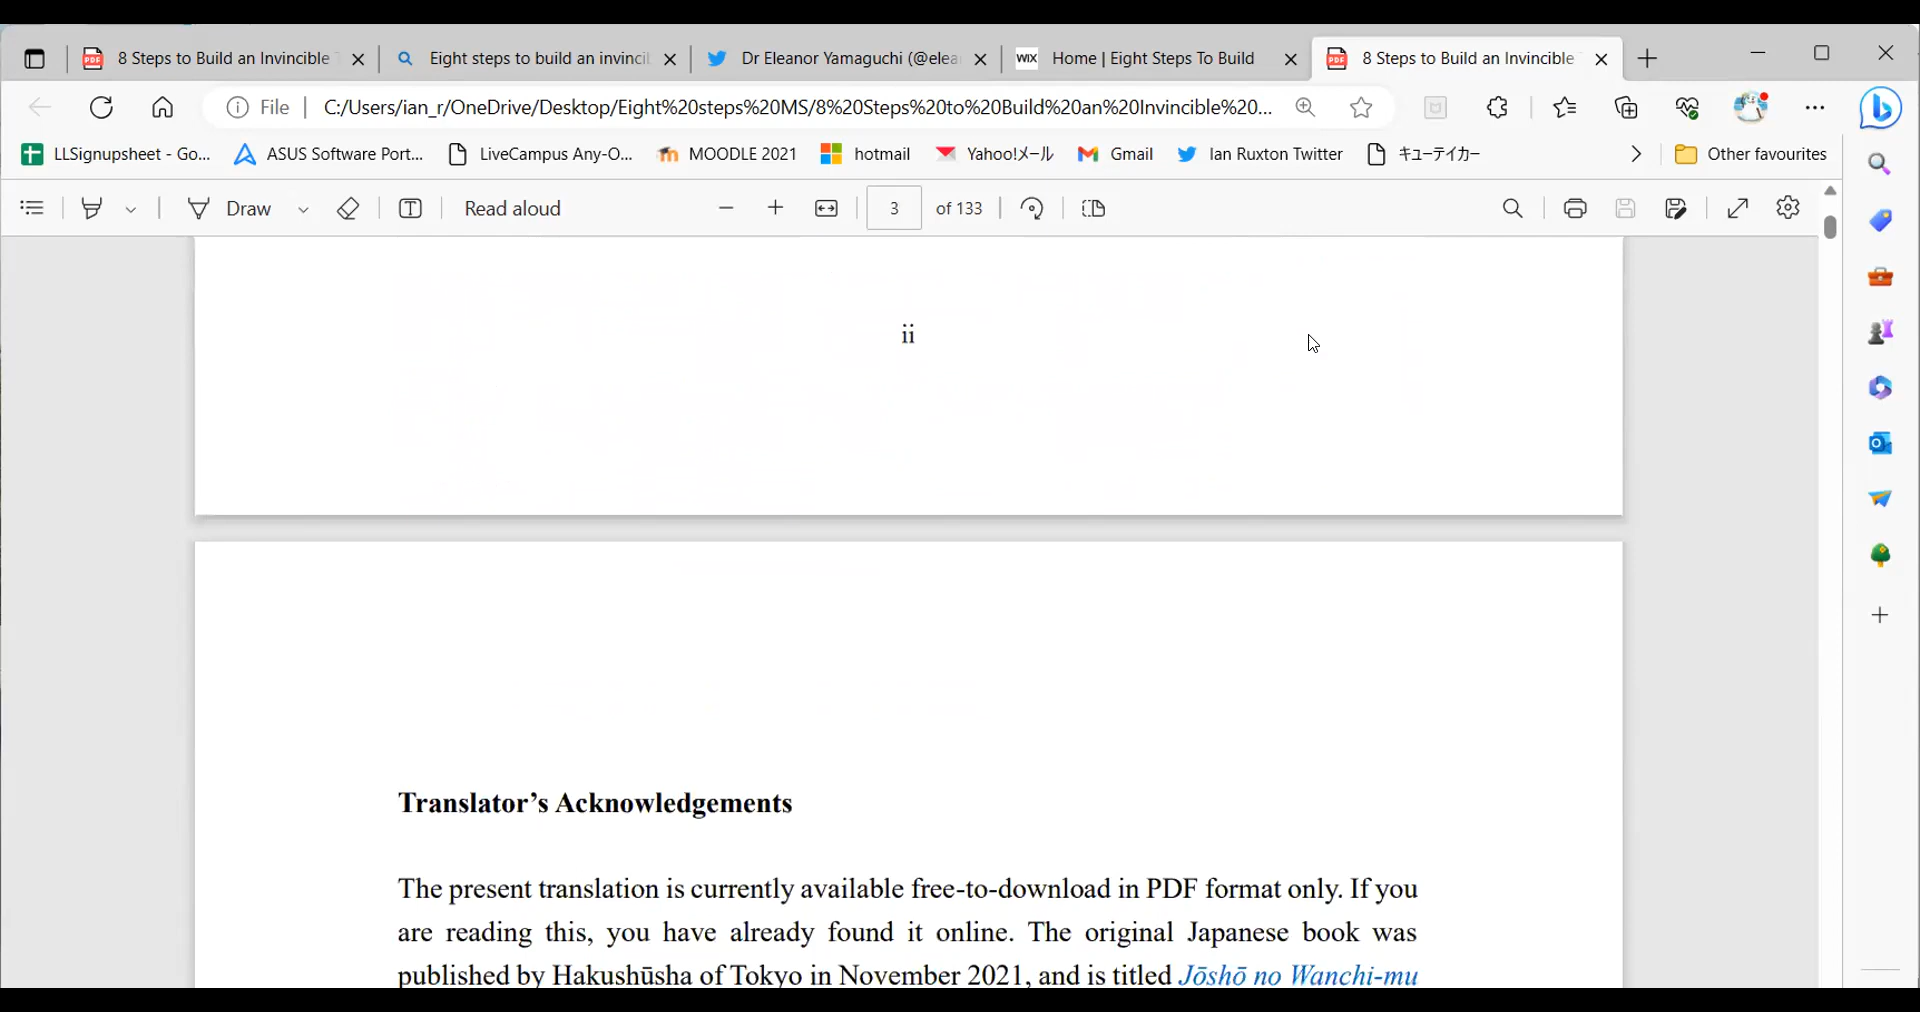 8 Steps to Build an Invincible
Eight steps to build an invinci
Dr Eleanor Yamaguchi (@elea
WIX Home | Eight Steps To Build
8 Steps to Build an Invincible
File C:/Users/ian_r/OneDrive/Desktop/Eight%20steps%20MS/8%20Steps%20to%20Build%20an%20Invincible%20...
LLSignupsheet - Go... ASUS Software Port... LiveCampus Any-O... MOODLE 2021 hotmail Yahoo!メール Gmail Ian Ruxton Twitter キューテイカー Other favourites
Draw Read aloud 3 of 133
ii
Translator’s Acknowledgements
The present translation is currently available free-to-download in PDF format only. If you
are reading this, you have already found it online. The original Japanese book was
published by Hakushūsha of Tokyo in November 2021, and is titled Jōshō no Wanchi-mu